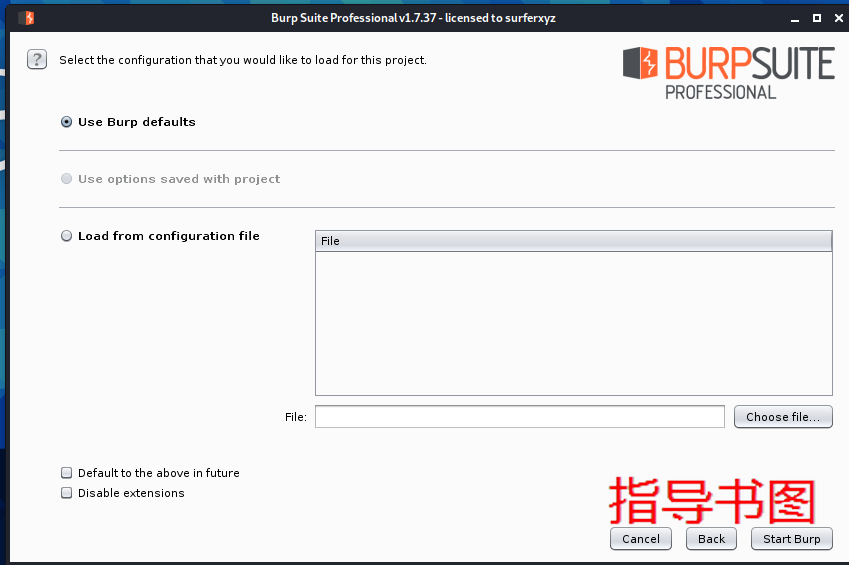 Burp Suite Professional v1.7.37 - licensed to surferxyz
? Select the configuration that you would like to load for this project.
BURPSUITE
PROFESSIONAL
Use Burp defaults
Use options saved with project
Load from configuration file
File
File:
Choose file...
Default to the above in future
Disable extensions
指导书图
Cancel Back Start Burp